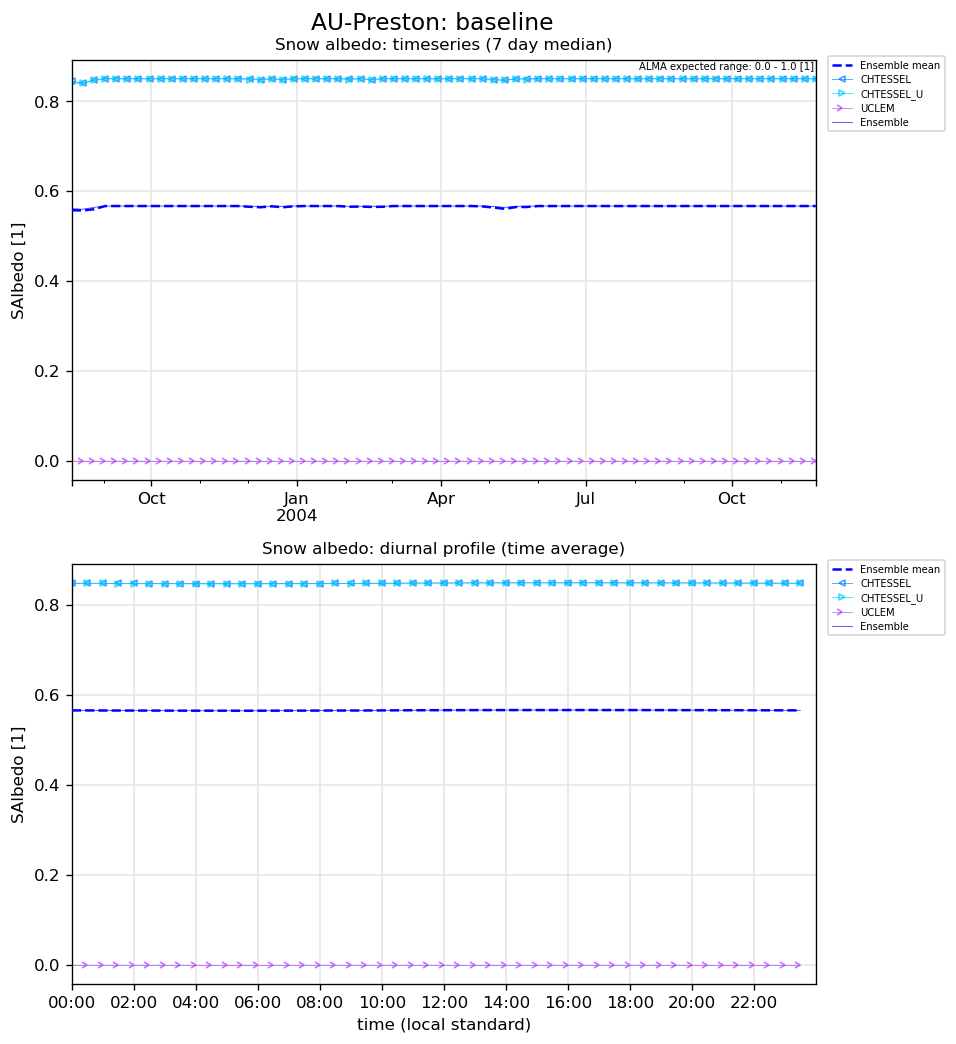 AU-Preston: baseline
Snow albedo: timeseries (7 day median)
ALMA expected range: 0.0 - 1.0 [1]
Ensemble mean
CHTESSEL
CHTESSEL_U
UCLEM
Ensemble
0.8
0.6
0.4
0.2
0.0
SAlbedo [1]
Oct Jan Apr Jul Oct
2004
Snow albedo: diurnal profile (time average)
Ensemble mean
CHTESSEL
CHTESSEL_U
UCLEM
Ensemble
0.8
0.6
0.4
0.2
0.0
SAlbedo [1]
00:00 02:00 04:00 06:00 08:00 10:00 12:00 14:00 16:00 18:00 20:00 22:00
time (local standard)